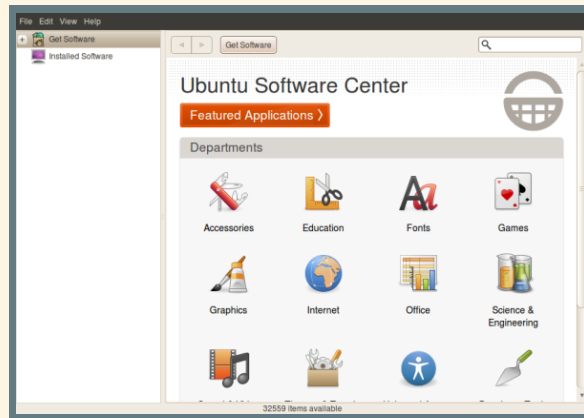 File Edit View Help
Get Software
Installed Software
Get Software
Ubuntu Software Center
Featured Applications
Departments
Accessories Education Fonts Games
Graphics Internet Office Science &
Engineering
32559 items available